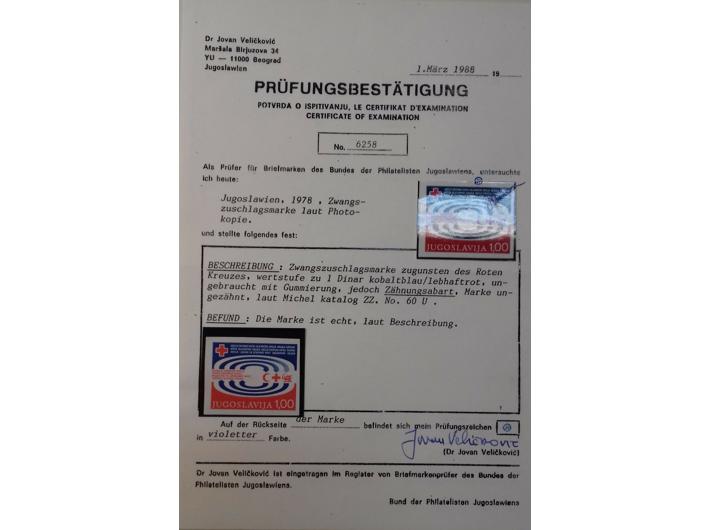 Dr Jovan Veličković
Maršala Birjuzova 34
YU — 11000 Beograd
Jugoslawien
1.März 1988 19
PRÜFUNGSBESTÄTIGUNG
POTVRDA O ISPITIVANJU, LE CERTIFIKAT D'EXAMINATION
CERTIFICATE OF EXAMINATION
No. 6258
Als Prüfer für Briefmarken des Bundes der Philatelisten Jugoslawiens, untersuchte
ich heute:
Jugoslawien, 1978 , Zwangs-
zuschlagsmarke laut Photo-
kopie.
JUGOSLAVIJA 1,00
und stellte folgendes fest:
BESCHREIBUNG : Zwangszuschlagsmarke zugunsten des Roten
Kreuzes, wertstufe zu 1 Dinar kobaltblau/lebhaftrot, un-
gebraucht mit Gummierung, jedoch Zähnungsabart, Marke un-
gezähnt, laut Michel katalog ZZ. No. 60 U .
BEFUND : Die Marke ist echt, laut Beschreibung.
JUGOSLAVIJA 1,00
Auf der Rückseite der Marke befindet sich mein Prüfungszeichen
in violetter Farbe.
Jovan Veličković
(Dr Jovan Veličković)
Dr Jovan Veličković ist eingetragen im Register von Briefmarkenprüfer des Bundes der
Philatelisten Jugoslawiens.
Bund der Philatelisten Jugoslawiens